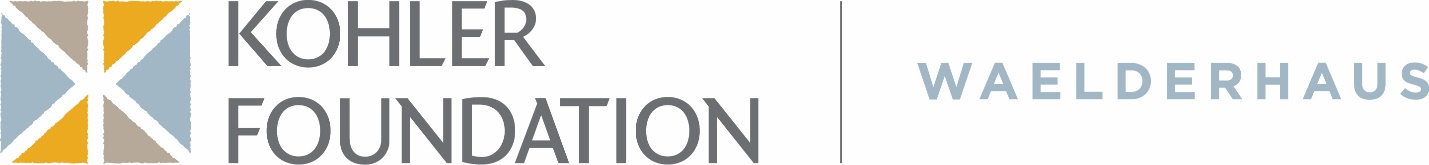 KOHLER
FOUNDATION
WAELDERHAUS